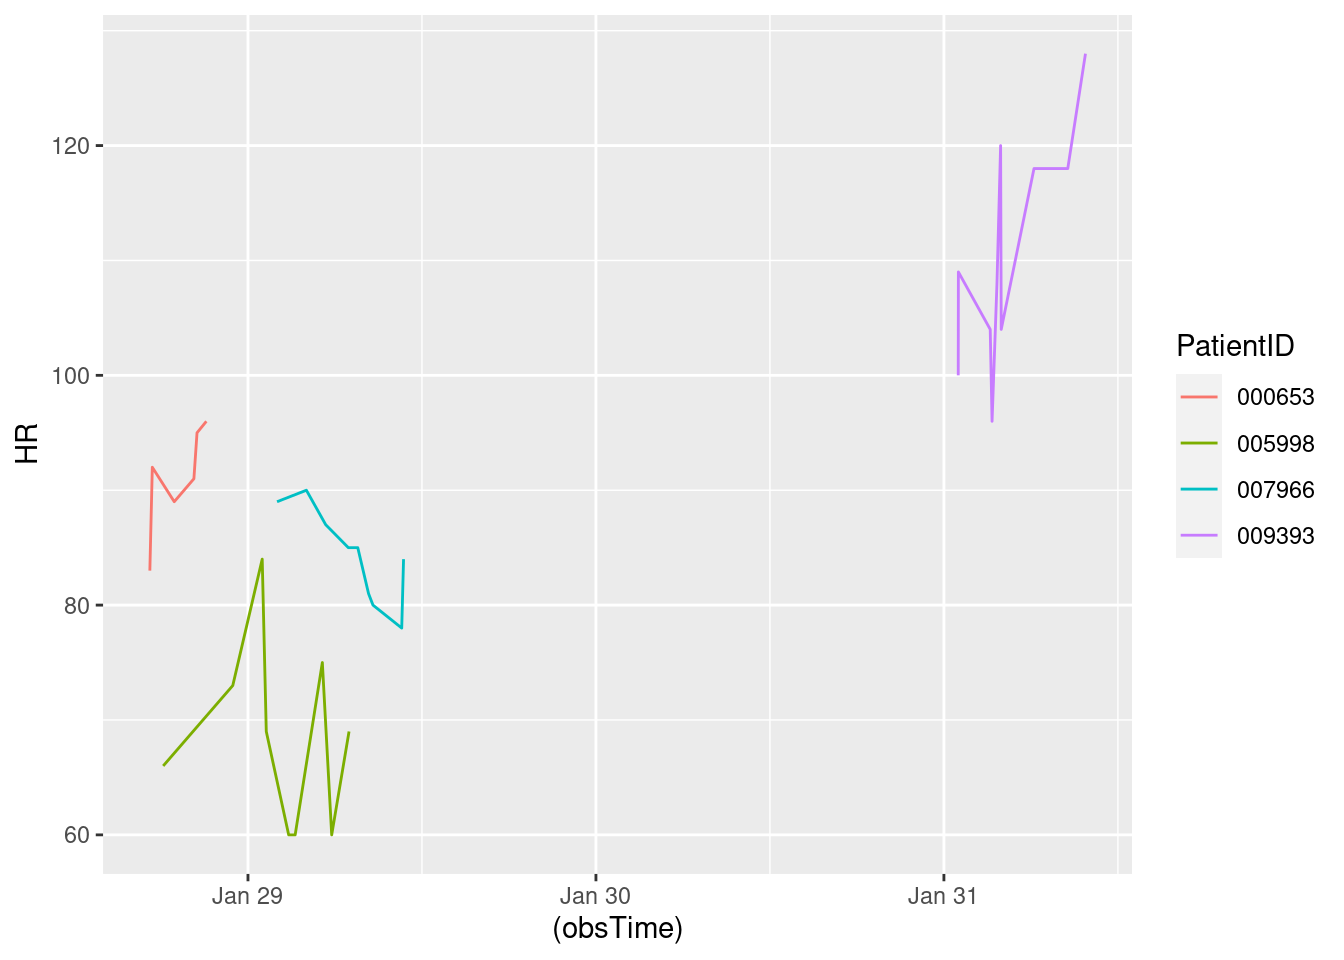 120
100
80
60
HR
Jan 29
Jan 30
Jan 31
(obsTime)
PatientID
000653
005998
007966
009393